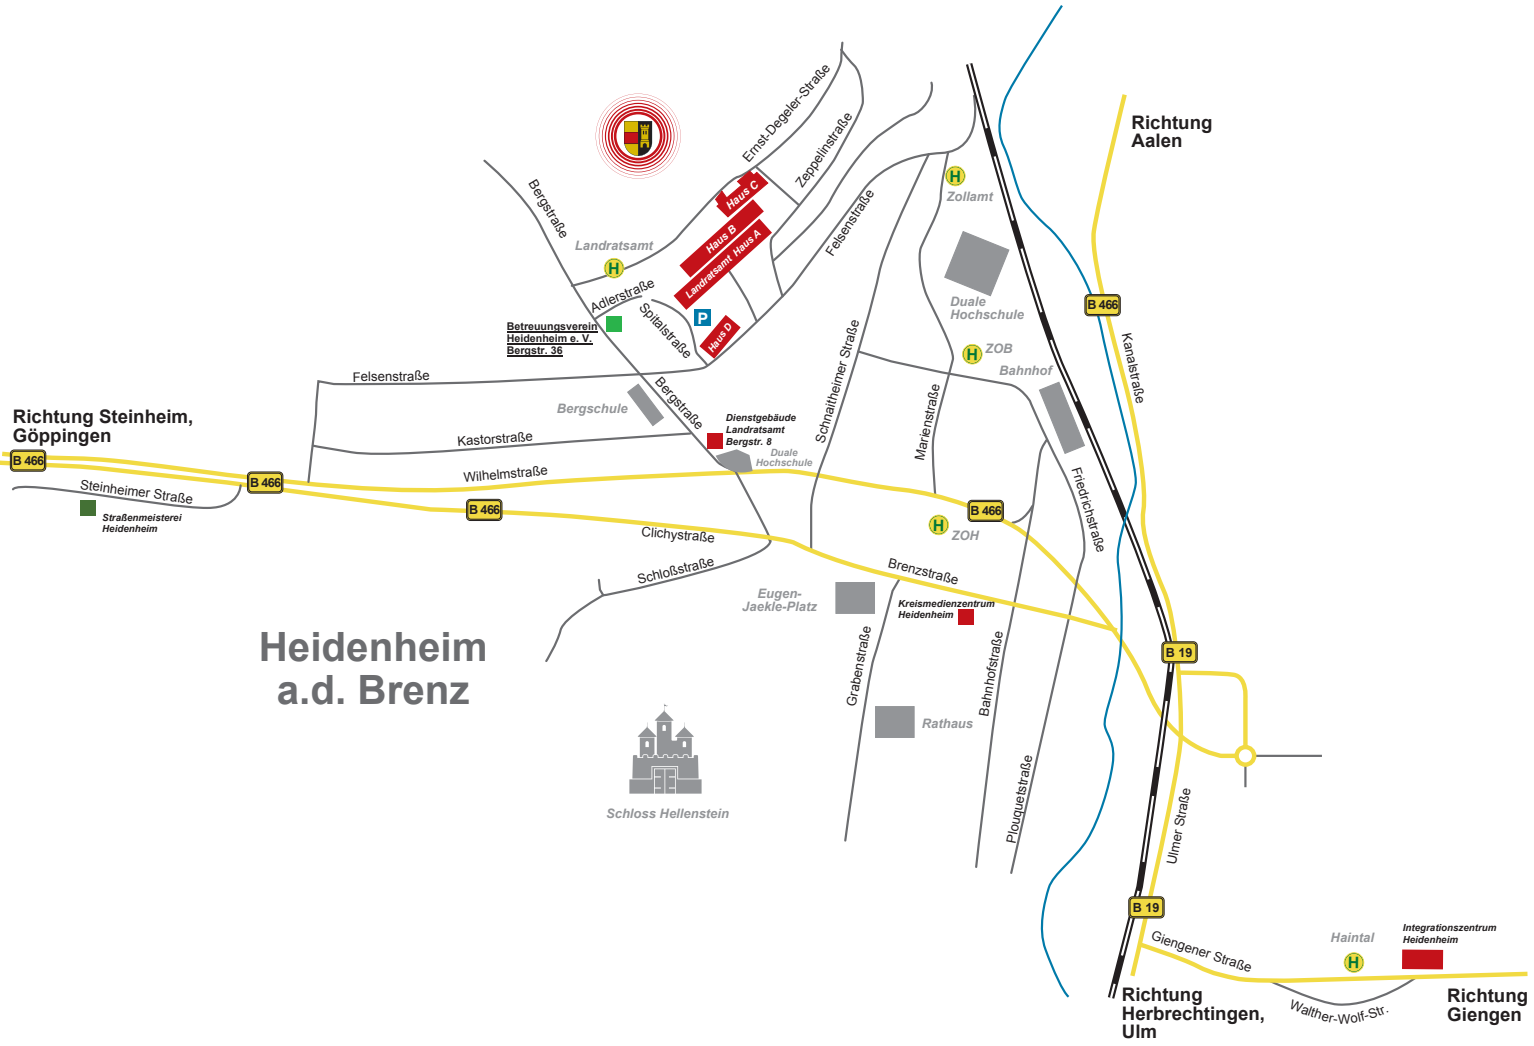 Richtung
Aalen
Ernst-Degeler-Straße
Zeppelinstraße
Bergstraße
Haus C
Haus B
Landratsamt Haus A
Haus D
Landratsamt
H
Adlerstraße
Spitalstraße
P
Felsenstraße
H
Zollamt
Duale
Hochschule
B 466
Kanalstraße
Betreuungsverein
Heidenheim e. V.
Bergstr. 36
H
ZOB
Bahnhof
Felsenstraße
Bergschule
Bergstraße
Schnaitheimer Straße
Marienstraße
Richtung Steinheim,
Göppingen
Dienstgebäude
Landratsamt
Bergstr. 8
Duale
Hochschule
Kastorstraße
B 466
B 466
Wilhelmstraße
Steinheimer Straße
Straßenmeisterei
Heidenheim
B 466
B 466
Friedrichstraße
H
ZOH
Clichystraße
Schloßstraße
Brenzstraße
Eugen-
Jaekle-Platz
Kreismedienzentrum
Heidenheim
Heidenheim
a.d. Brenz
Grabenstraße
Bahnhofstraße
B 19
Rathaus
Plouquetstraße
Schloss Hellenstein
Ulmer Straße
B 19
Giengener Straße
Haintal
H
Integrationszentrum
Heidenheim
Walther-Wolf-Str.
Richtung
Herbrechtingen,
Ulm
Richtung
Giengen